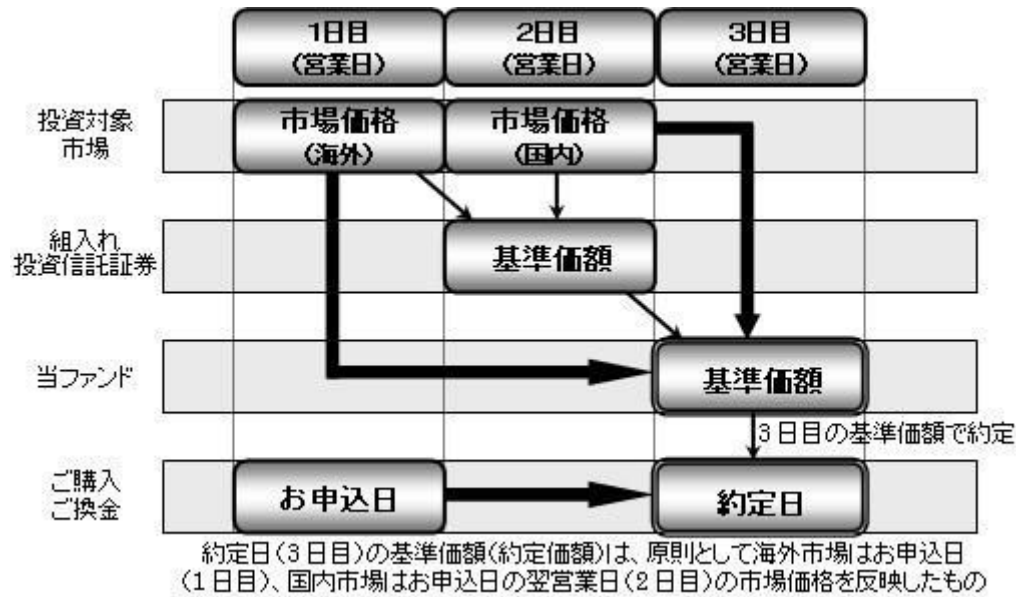 1日目
(営業日)
2日目
(営業日)
3日目
(営業日)
投資対象
市場
市場価格
(海外)
市場価格
(国内)
組入れ
投資信託証券
基準価額
当ファンド
基準価額
3日目の基準価額で約定
ご購入
ご換金
お申込日
約定日
約定日(3日目)の基準価額(約定価額)は、原則として海外市場はお申込日
(1日目)、国内市場はお申込日の翌営業日(2日目)の市場価格を反映したもの